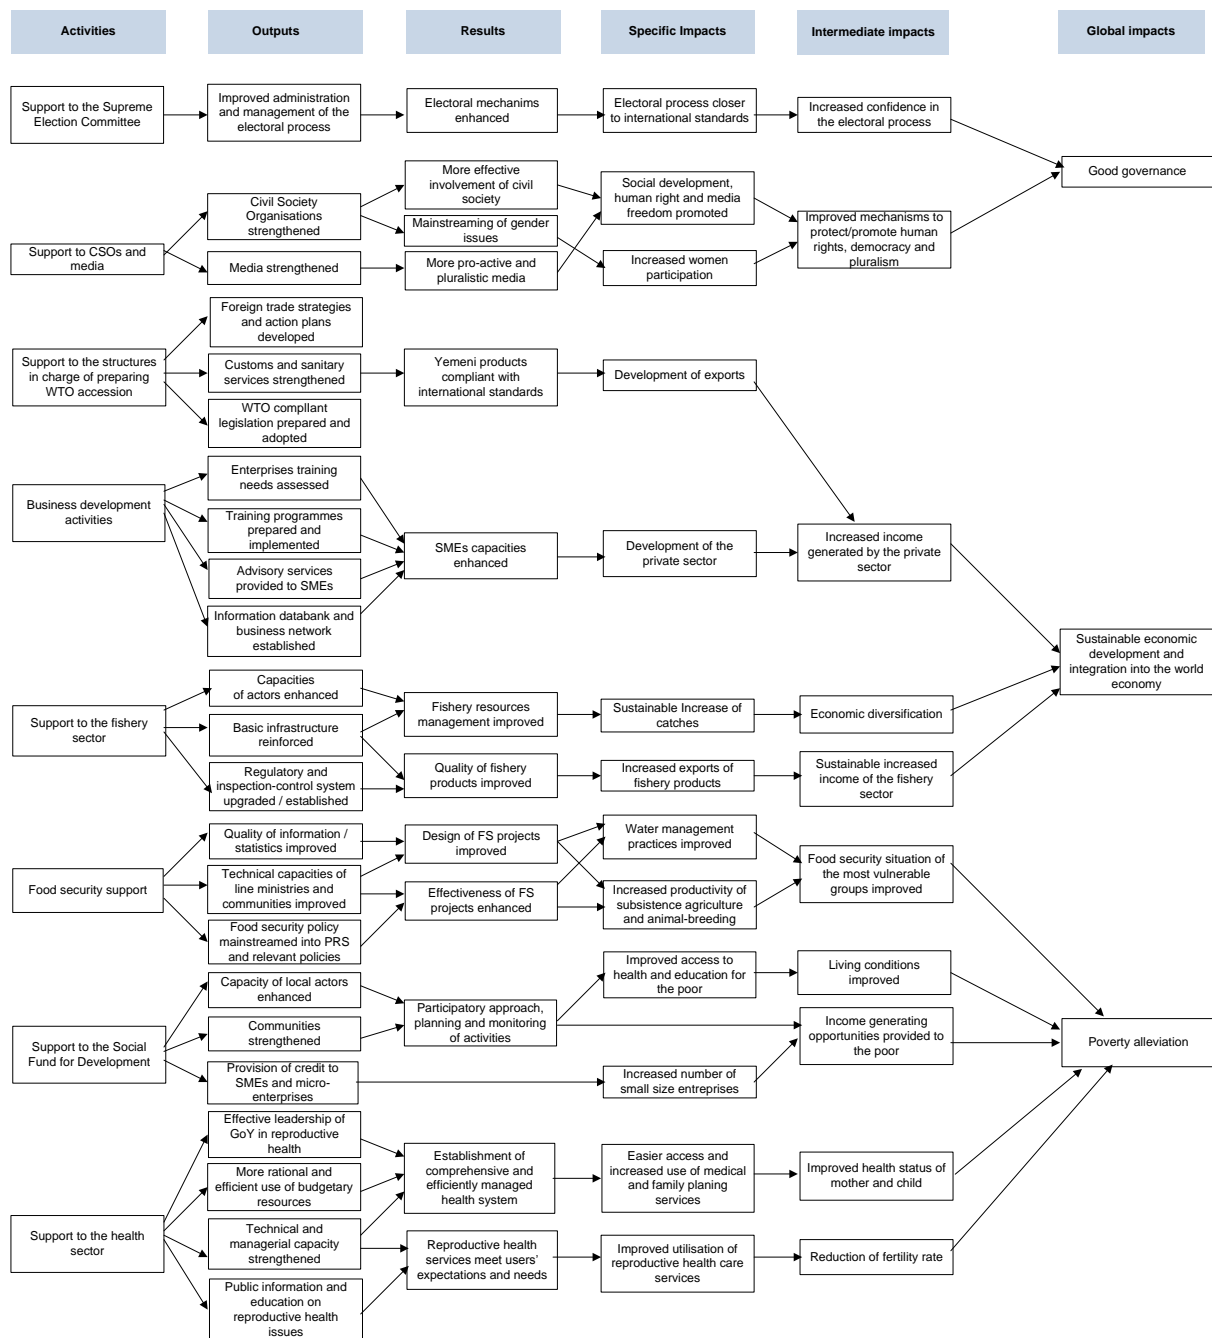 Activities
Outputs
Results
Specific Impacts
Intermediate impacts
Global impacts
Support to the Supreme
Election Committee
Improved administration
and management of the
electoral process
Electoral mechanims
enhanced
Electoral process closer
to international standards
Increased confidence in
the electoral process
Good governance
Support to CSOs and
media
Civil Society
Organisations
strengthened
Media strengthened
More effective
involvement of civil
society
Mainstreaming of gender
issues
More pro-active and
pluralistic media
Social development,
human right and media
freedom promoted
Increased women
participation
Improved mechanisms to
protect/promote human
rights, democracy and
pluralism
Support to the structures
in charge of preparing
WTO accession
Foreign trade strategies
and action plans
developed
Customs and sanitary
services strengthened
WTO compllant
legislation prepared and
adopted
Yemeni products
compliant with
international standards
Development of exports
Business development
activities
Enterprises training
needs assessed
Training programmes
prepared and
implemented
Advisory services
provided to SMEs
Information databank and
business network
established
SMEs capacities
enhanced
Development of the
private sector
Increased income
generated by the private
sector
Sustainable economic
development and
integration into the world
economy
Support to the fishery
sector
Capacities
of actors enhanced
Basic infrastructure
reinforced
Regulatory and
inspection-control system
upgraded / established
Fishery resources
management improved
Quality of fishery
products improved
Sustainable Increase of
catches
Increased exports of
fishery products
Economic diversification
Sustainable increased
income of the fishery
sector
Food security support
Quality of information /
statistics improved
Technical capacities of
line ministries and
communities improved
Food security policy
mainstreamed into PRS
and relevant policies
Design of FS projects
improved
Effectiveness of FS
projects enhanced
Water management
practices improved
Increased productivity of
subsistence agriculture
and animal-breeding
Food security situation of
the most vulnerable
groups improved
Support to the Social
Fund for Development
Capacity of local actors
enhanced
Communities
strengthened
Provision of credit to
SMEs and micro-
enterprises
Participatory approach,
planning and monitoring
of activities
Improved access to
health and education for
the poor
Increased number of
small size entreprises
Living conditions
improved
Income generating
opportunities provided to
the poor
Poverty alleviation
Support to the health
sector
Effective leadership of
GoY in reproductive
health
More rational and
efficient use of budgetary
resources
Technical and
managerial capacity
strengthened
Public information and
education on
reproductive health
issues
Establishment of
comprehensive and
efficiently managed
health system
Reproductive health
services meet users'
expectations and needs
Easier access and
increased use of medical
and family planing
services
Improved utilisation of
reproductive health care
services
Improved health status of
mother and child
Reduction of fertility rate